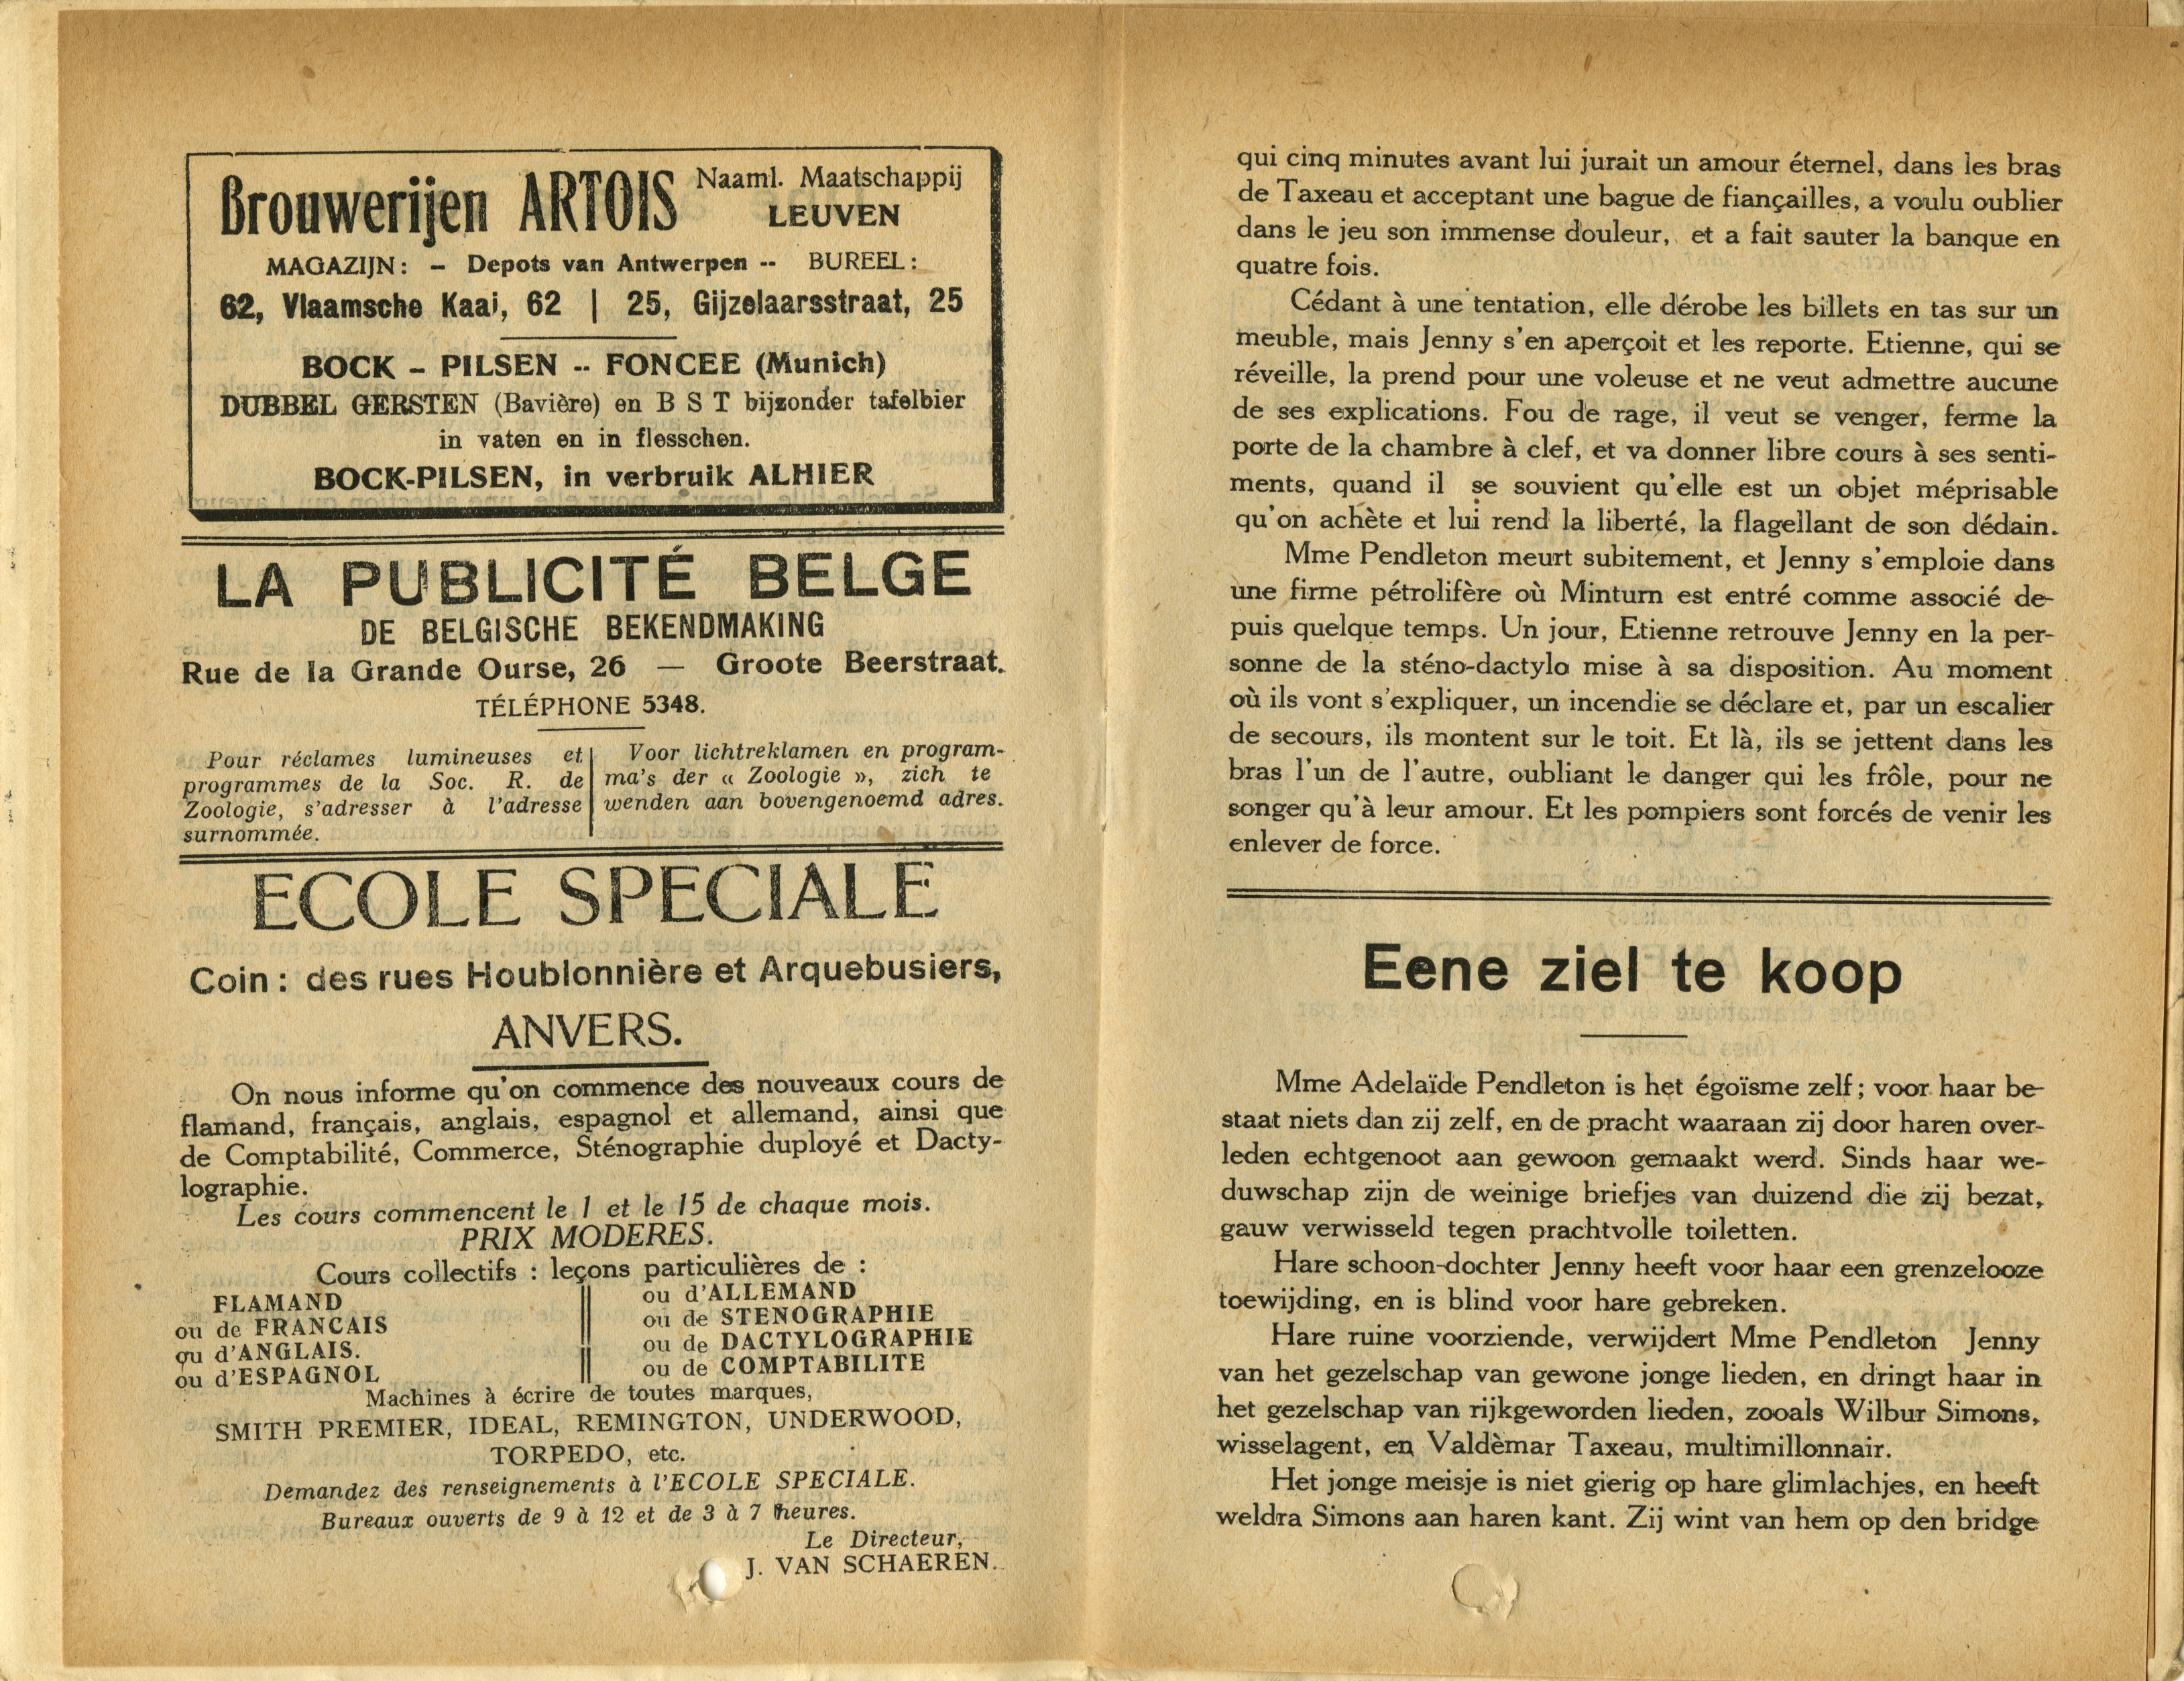 Brouwerijen ARTOIS Naaml. Maatschappij
LEUVEN
MAGAZIJN: – Depots van Antwerpen -- BUREEL:
62, Vlaamsche Kaai, 62 | 25, Gijzelaarsstraat, 25
BOCK – PILSEN -- FONCEE (Munich)
DUBBEL GERSTEN (Bavière) en B S T bijzonder tafelbier
in vaten en in flesschen.
BOCK-PILSEN, in verbruik ALHIER
LA PUBLICITÉ BELGE
DE BELGISCHE BEKENDMAKING
Rue de la Grande Ourse, 26 — Groote Beerstraat.
TÉLÉPHONE 5348.
Pour réclames lumineuses et
programmes de la Soc. R. de
Zoologie, s'adresser à l'adresse
surnommée.
Voor lichtreklamen en program-
ma's der « Zoologie », zich te
wenden aan bovengenoemd adres.
ECOLE SPECIALE
Coin : des rues Houblonnière et Arquebusiers,
ANVERS.
On nous informe qu'on commence des nouveaux cours de
flamand, français, anglais, espagnol et allemand, ainsi que
de Comptabilité, Commerce, Sténographie duployé et Dacty-
lographie.
Les cours commencent le 1 et le 15 de chaque mois.
PRIX MODERES.
Cours collectifs : leçons particulières de :
FLAMAND
ou de FRANCAIS
ou d'ANGLAIS.
ou d'ESPAGNOL
ou d'ALLEMAND
ou de STENOGRAPHIE
ou de DACTYLOGRAPHIE
ou de COMPTABILITE
Machines à écrire de toutes marques,
SMITH PREMIER, IDEAL, REMINGTON, UNDERWOOD,
TORPEDO, etc.
Demandez des renseignements à l'ECOLE SPECIALE.
Bureaux ouverts de 9 à 12 et de 3 à 7 heures.
Le Directeur,
J. VAN SCHAEREN.
qui cinq minutes avant lui jurait un amour éternel, dans les bras
de Taxeau et acceptant une bague de fiançailles, a voulu oublier
dans le jeu son immense douleur, et a fait sauter la banque en
quatre fois.
Cédant à une tentation, elle dérobe les billets en tas sur un
meuble, mais Jenny s'en aperçoit et les reporte. Etienne, qui se
réveille, la prend pour une voleuse et ne veut admettre aucune
de ses explications. Fou de rage, il veut se venger, ferme la
porte de la chambre à clef, et va donner libre cours à ses senti-
ments, quand il se souvient qu'elle est un objet méprisable
qu'on achète et lui rend la liberté, la flagellant de son dédain.
Mme Pendleton meurt subitement, et Jenny s'emploie dans
une firme pétrolifère où Minturn est entré comme associé de-
puis quelque temps. Un jour, Etienne retrouve Jenny en la per-
sonne de la sténo-dactylo mise à sa disposition. Au moment
où ils vont s'expliquer, un incendie se déclare et, par un escalier
de secours, ils montent sur le toit. Et là, ils se jettent dans les
bras l'un de l'autre, oubliant le danger qui les frôle, pour ne
songer qu'à leur amour. Et les pompiers sont forcés de venir les
enlever de force.
Eene ziel te koop
Mme Adelaïde Pendleton is het égoïsme zelf; voor haar be-
staat niets dan zij zelf, en de pracht waaraan zij door haren over-
leden echtgenoot aan gewoon gemaakt werd. Sinds haar we-
duwschap zijn de weinige briefjes van duizend die zij bezat,
gauw verwisseld tegen prachtvolle toiletten.
Hare schoon-dochter Jenny heeft voor haar een grenzelooze
toewijding, en is blind voor hare gebreken.
Hare ruine voorziende, verwijdert Mme Pendleton Jenny
van het gezelschap van gewone jonge lieden, en dringt haar in
het gezelschap van rijkgeworden lieden, zooals Wilbur Simons,
wisselagent, en Valdèmar Taxeau, multimillonnair.
Het jonge meisje is niet gierig op hare glimlachjes, en heeft
weldra Simons aan haren kant. Zij wint van hem op den bridge